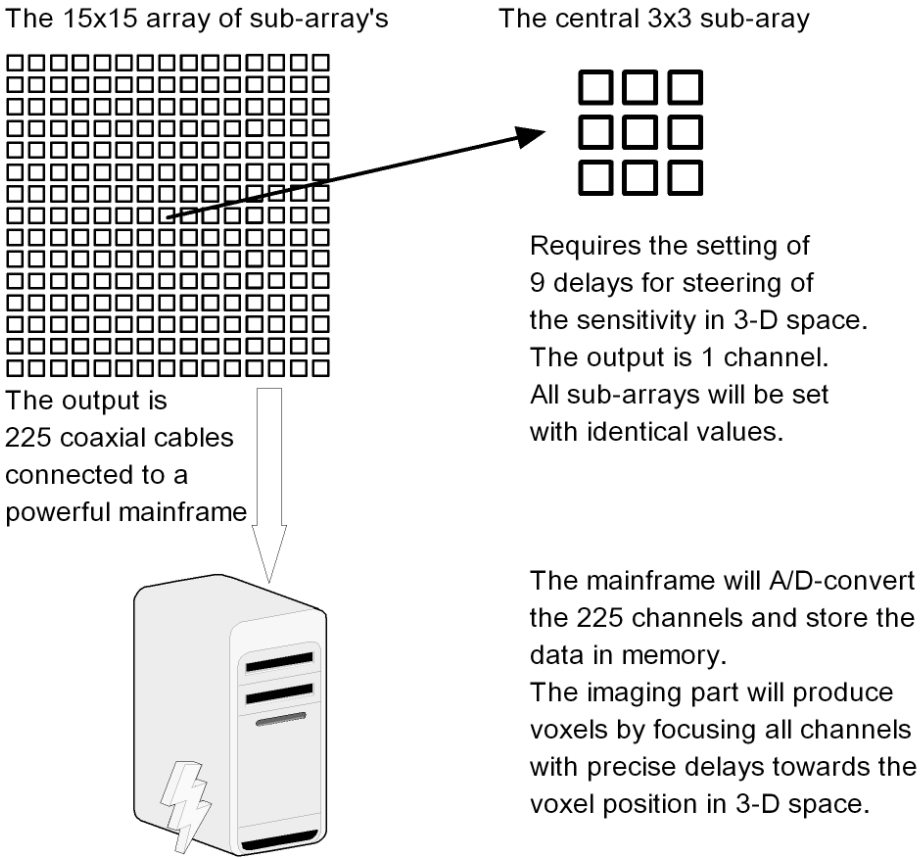 The 15x15 array of sub-array's
The central 3x3 sub-aray
Requires the setting of
9 delays for steering of
the sensitivity in 3-D space.
The output is 1 channel.
All sub-arrays will be set
with identical values.
The output is
225 coaxial cables
connected to a
powerful mainframe
The mainframe will A/D-convert
the 225 channels and store the
data in memory.
The imaging part will produce
voxels by focusing all channels
with precise delays towards the
voxel position in 3-D space.